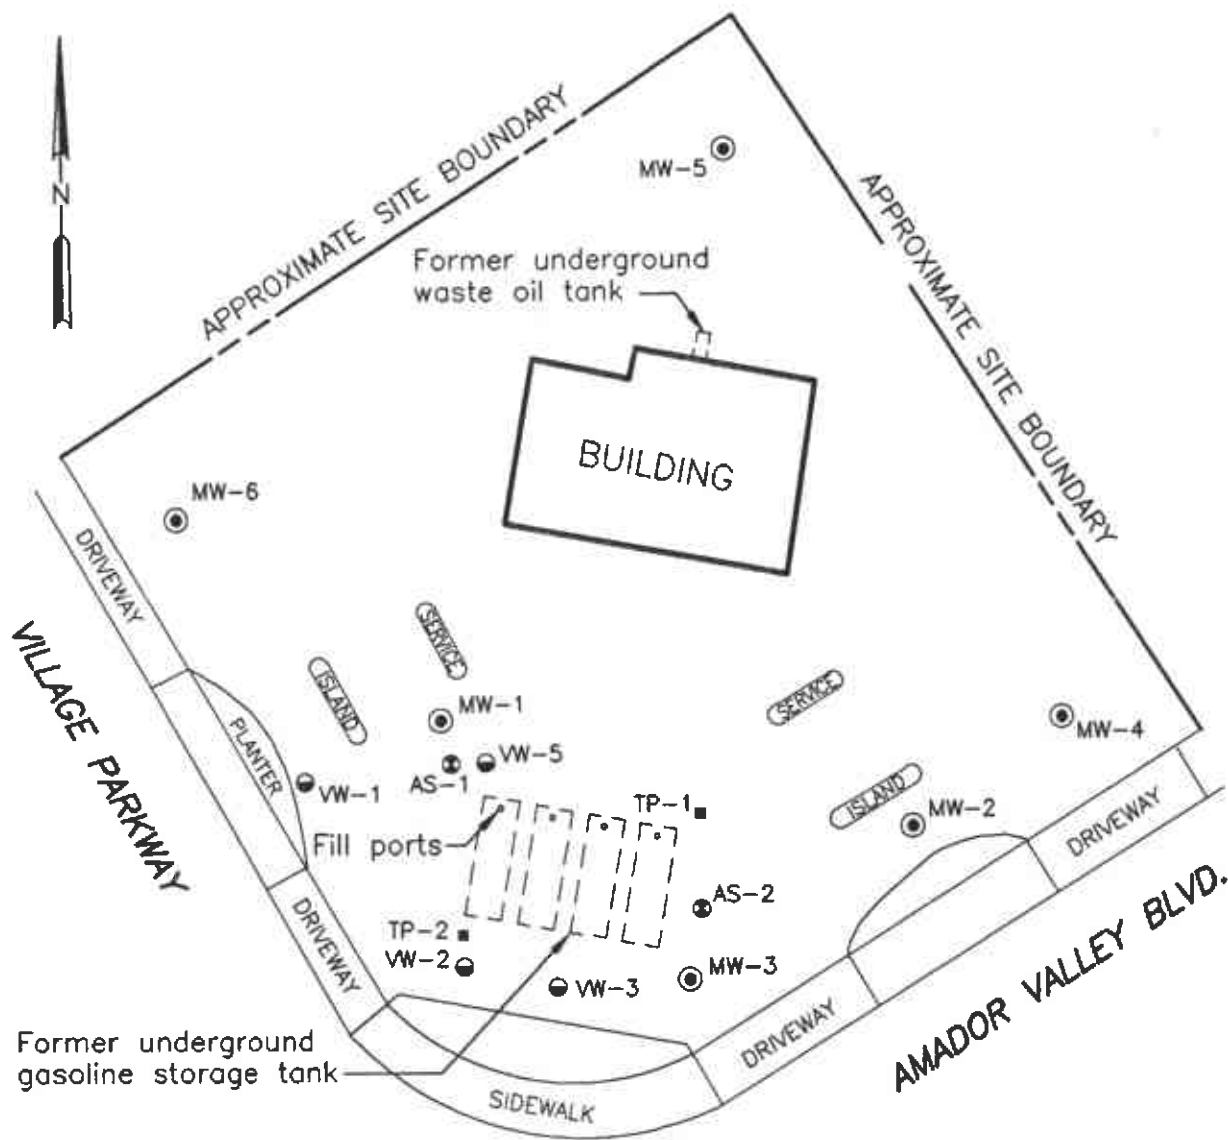 N
APPROXIMATE SITE BOUNDARY
MW-5
APPROXIMATE SITE BOUNDARY
Former underground
waste oil tank
BUILDING
MW-6
DRIVEWAY
VILLAGE PARKWAY
SERVICE
ISLAND
MW-1
SERVICE
MW-4
PLANTER
VW-1
AS-1
VW-5
TP-1
ISLAND
MW-2
DRIVEWAY
Fill ports
AS-2
AMADOR VALLEY BLVD.
DRIVEWAY
TP-2
VW-2
VW-3
MW-3
DRIVEWAY
Former underground
gasoline storage tank
SIDEWALK